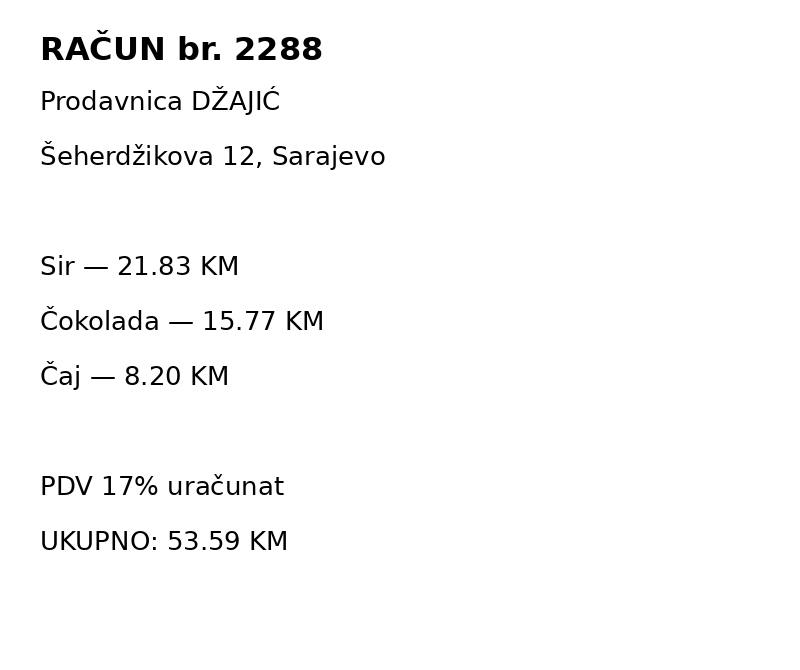 RAČUN br. 2288
Prodavnica DŽAJIĆ
Šeherdžikova 12, Sarajevo
Sir — 21.83 KM
Čokolada — 15.77 KM
Čaj — 8.20 KM
PDV 17% uračunat
UKUPNO: 53.59 KM